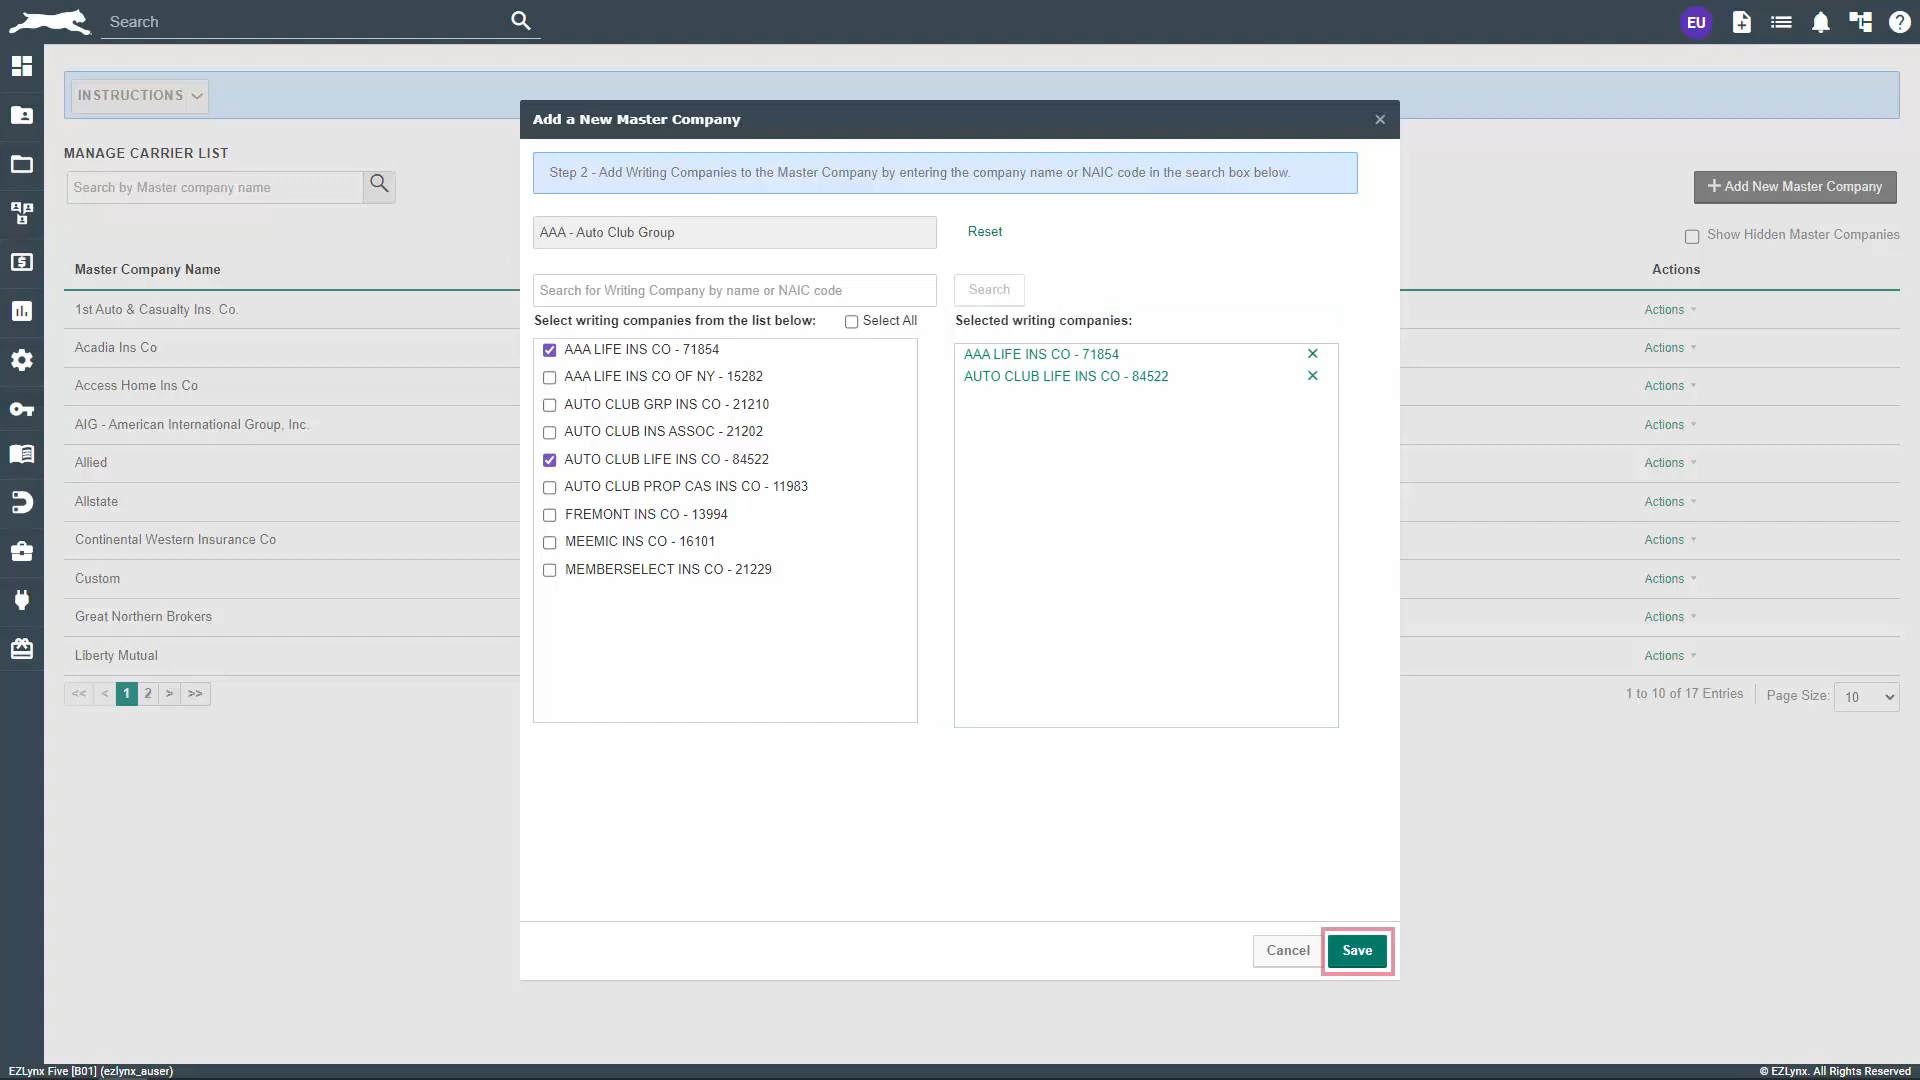 Search
EU
INSTRUCTIONS
MANAGE CARRIER LIST
Search by Master company name
Add New Master Company
Show Hidden Master Companies
Master Company Name
Actions
1st Auto & Casualty Ins. Co.
Actions
Acadia Ins Co
Actions
Access Home Ins Co
Actions
AIG - American International Group, Inc.
Actions
Allied
Actions
Allstate
Actions
Continental Western Insurance Co
Actions
Custom
Actions
Great Northern Brokers
Actions
Liberty Mutual
Actions
<< < 1 2 > >>
1 to 10 of 17 Entries
Page Size: 10
Add a New Master Company
Step 2 - Add Writing Companies to the Master Company by entering the company name or NAIC code in the search box below.
AAA - Auto Club Group
Reset
Search for Writing Company by name or NAIC code
Search
Select writing companies from the list below:
Select All
AAA LIFE INS CO - 71854
AAA LIFE INS CO OF NY - 15282
AUTO CLUB GRP INS CO - 21210
AUTO CLUB INS ASSOC - 21202
AUTO CLUB LIFE INS CO - 84522
AUTO CLUB PROP CAS INS CO - 11983
FREMONT INS CO - 13994
MEEMIC INS CO - 16101
MEMBERSELECT INS CO - 21229
Selected writing companies:
AAA LIFE INS CO - 71854
AUTO CLUB LIFE INS CO - 84522
Cancel
Save
EZLynx Five [B01] (ezlynx_auser)
© EZLynx. All Rights Reserved